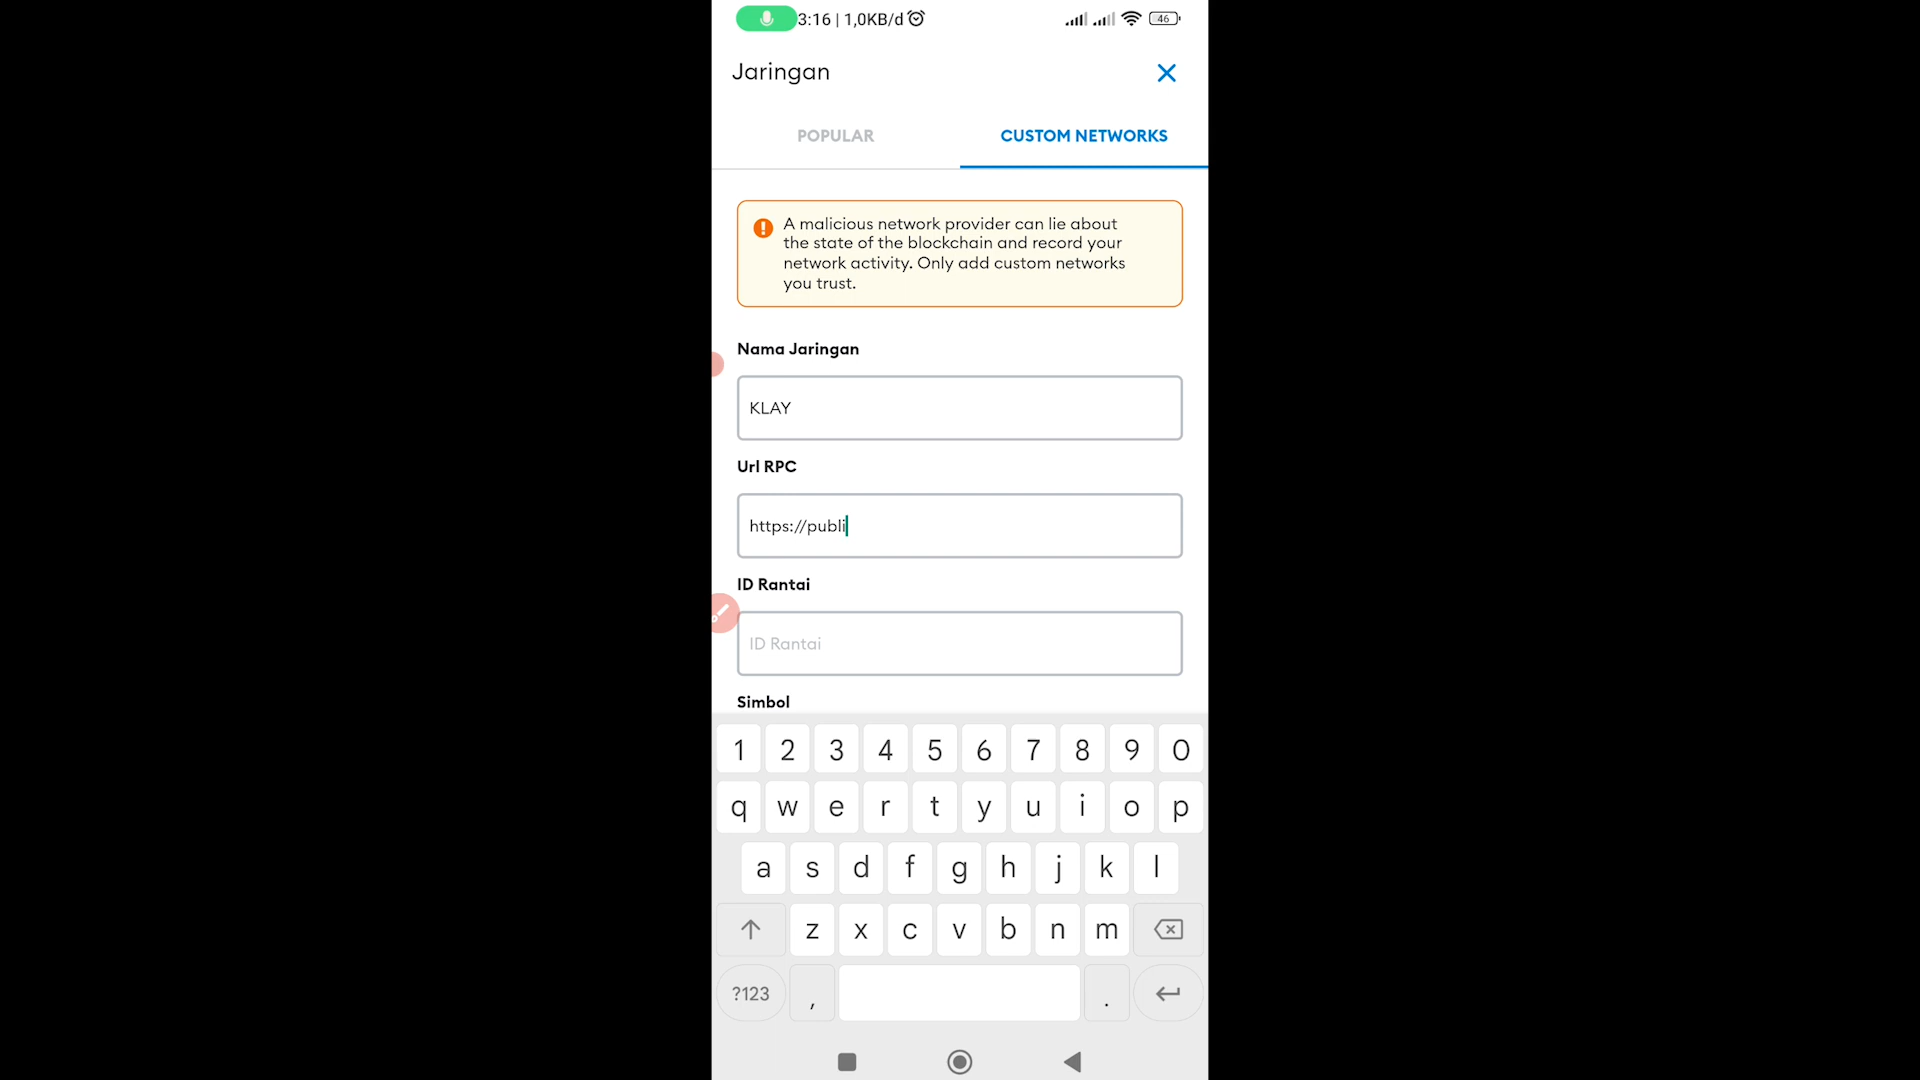 3:16 | 1,0KB/d
46
Jaringan
POPULAR
CUSTOM NETWORKS
A malicious network provider can lie about
the state of the blockchain and record your
network activity. Only add custom networks
you trust.
Nama Jaringan
KLAY
Url RPC
https://publi
ID Rantai
ID Rantai
Simbol
1 2 3 4 5 6 7 8 9 0
q w e r t y u i o p
a s d f g h j k l
z x c v b n m
?123 , .